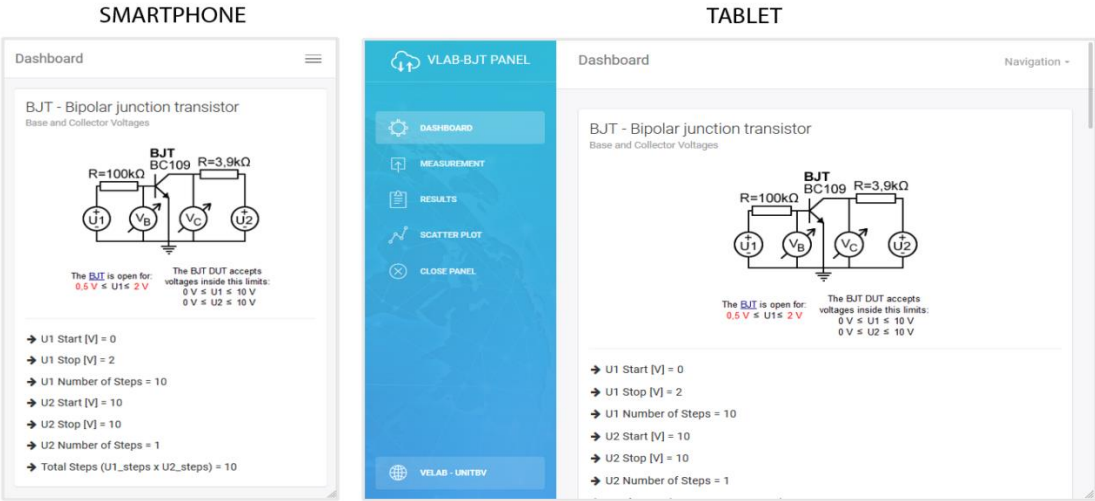 SMARTPHONE
Dashboard
BJT - Bipolar junction transistor
Base and Collector Voltages
BJT
BC109
R=100kΩ
R=3,9kΩ
U1
VB
VC
U2
The BJT is open for:
0,5 V ≤ U1≤ 2 V
The BJT DUT accepts
voltages inside this limits:
0 V ≤ U1 ≤ 10 V
0 V ≤ U2 ≤ 10 V
➔ U1 Start [V] = 0
➔ U1 Stop [V] = 2
➔ U1 Number of Steps = 10
➔ U2 Start [V] = 10
➔ U2 Stop [V] = 10
➔ U2 Number of Steps = 1
➔ Total Steps (U1_steps x U2_steps) = 10
TABLET
VLAB-BJT PANEL
DASHBOARD
MEASUREMENT
RESULTS
SCATTER PLOT
CLOSE PANEL
VELAB - UNITBV
Dashboard
Navigation
BJT - Bipolar junction transistor
Base and Collector Voltages
BJT
BC109
R=100kΩ
R=3,9kΩ
U1
VB
VC
U2
The BJT is open for:
0,5 V ≤ U1≤ 2 V
The BJT DUT accepts
voltages inside this limits:
0 V ≤ U1 ≤ 10 V
0 V ≤ U2 ≤ 10 V
➔ U1 Start [V] = 0
➔ U1 Stop [V] = 2
➔ U1 Number of Steps = 10
➔ U2 Start [V] = 10
➔ U2 Stop [V] = 10
➔ U2 Number of Steps = 1